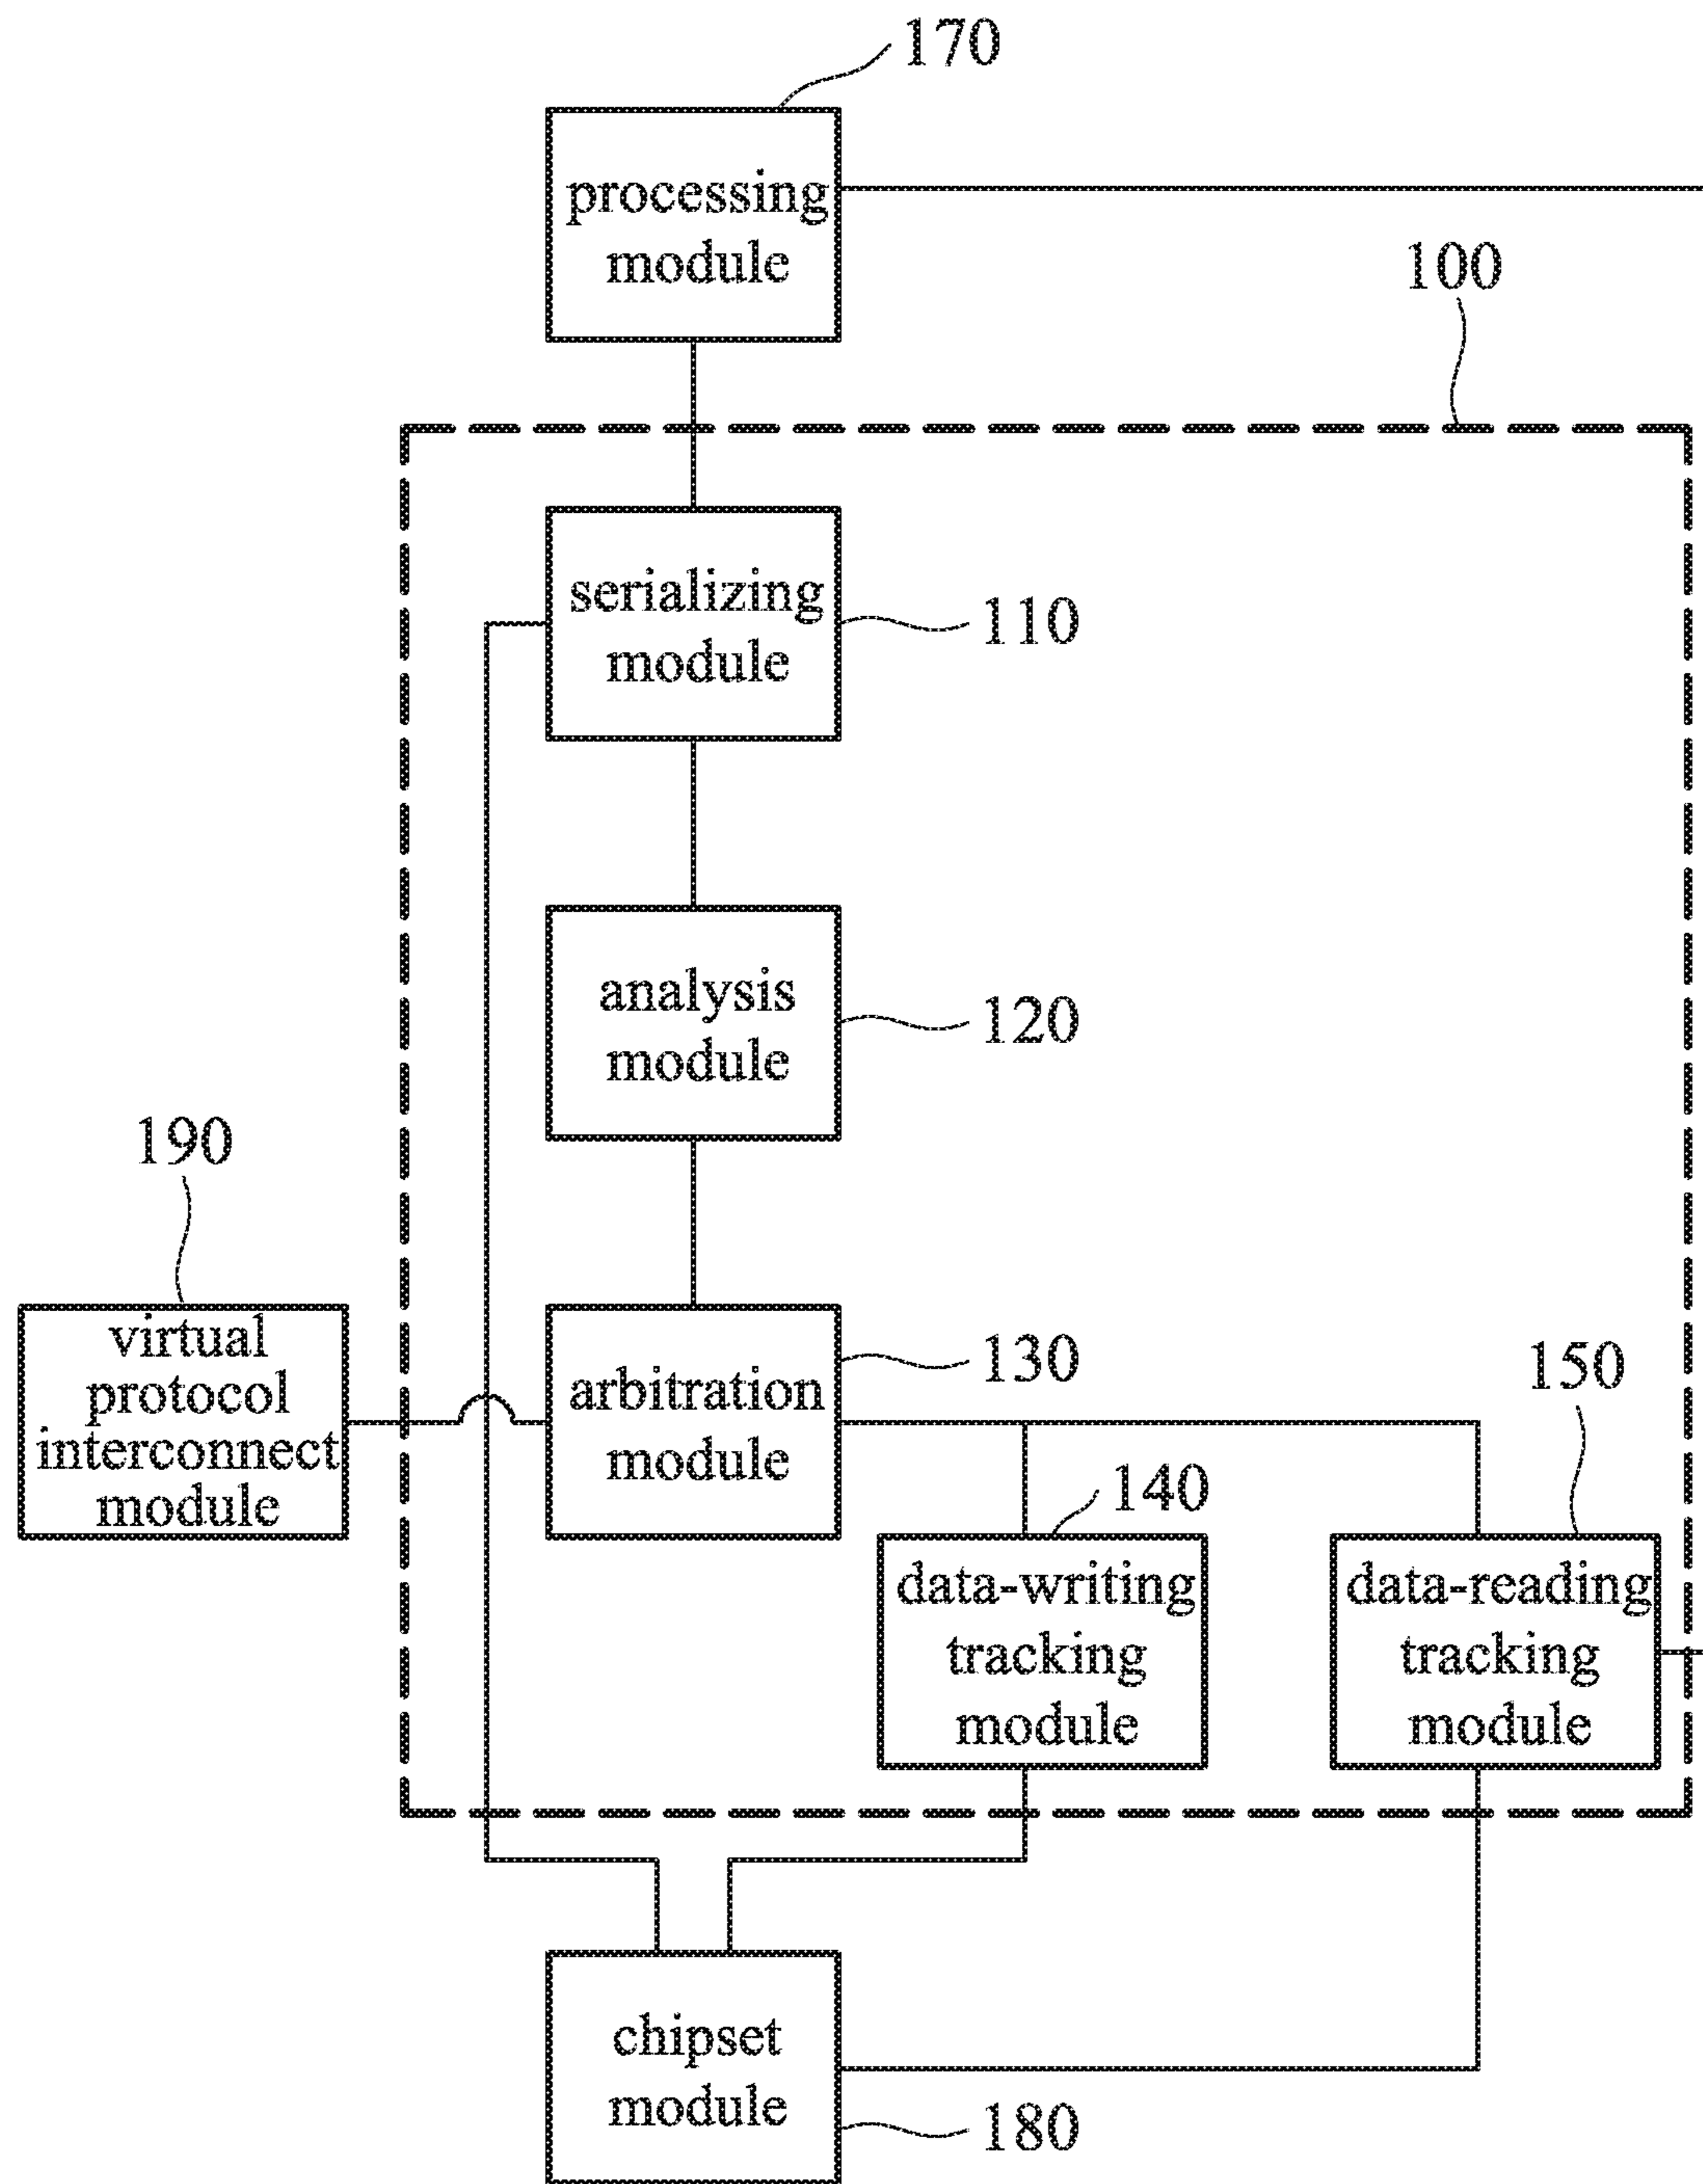 170
processing
module
100
serializing
module
110
analysis
module
120
190
virtual
protocol
interconnect
module
arbitration
module
130
150
140
data-writing
tracking
module
data-reading
tracking
module
chipset
module
180